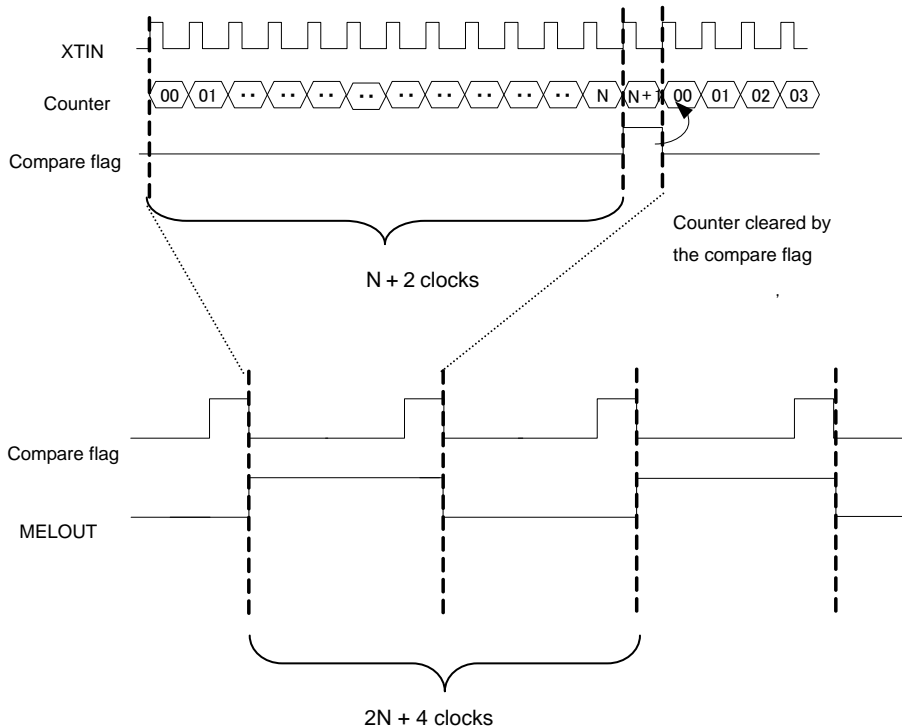 XTIN
Counter 00 01 ‥ ‥ ‥ ‥ ‥ ‥ ‥ ‥ ‥ N N+1 00 01 02 03
Compare flag
Counter cleared by
the compare flag
,
N + 2 clocks
Compare flag
MELOUT
2N + 4 clocks